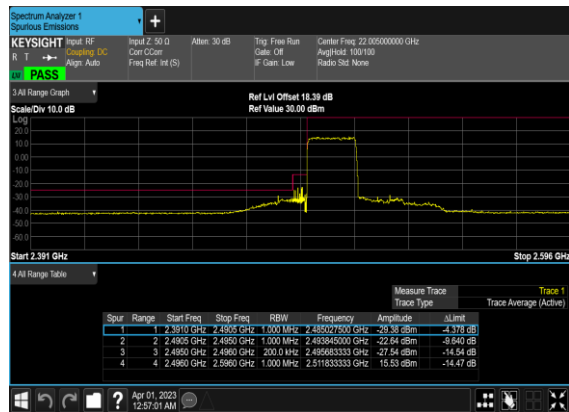 Spectrum Analyzer 1
Spurious Emissions
+
KEYSIGHT Input: RF Input Z: 50 Ω Atten: 30 dB Trig: Free Run Center Freq: 22.005000000 GHz
R T Coupling: DC Corr CCorr Gate: Off Avg|Hold: 100/100
Align: Auto Freq Ref: Int (S) IF Gain: Low Radio Std: None
LXI PASS
3 All Range Graph
Ref Lvl Offset 18.39 dB
Scale/Div 10.0 dB Ref Value 30.00 dBm
Log
20.0
10.0
0.00
-10.0
-20.0
-30.0
-40.0
-50.0
-60.0
Start 2.391 GHz Stop 2.596 GHz
4 All Range Table
Measure Trace Trace 1
Trace Type Trace Average (Active)
Spur Range Start Freq Stop Freq RBW Frequency Amplitude ΔLimit
1 1 2.3910 GHz 2.4905 GHz 1.000 MHz 2.485027500 GHz -29.38 dBm -4.378 dB
2 2 2.4905 GHz 2.4950 GHz 1.000 MHz 2.493845000 GHz -22.64 dBm -9.640 dB
3 3 2.4950 GHz 2.4960 GHz 200.0 kHz 2.495683333 GHz -27.54 dBm -14.54 dB
4 4 2.4960 GHz 2.5960 GHz 1.000 MHz 2.511833333 GHz 15.53 dBm -14.47 dB
? Apr 01, 2023
12:57:01 AM